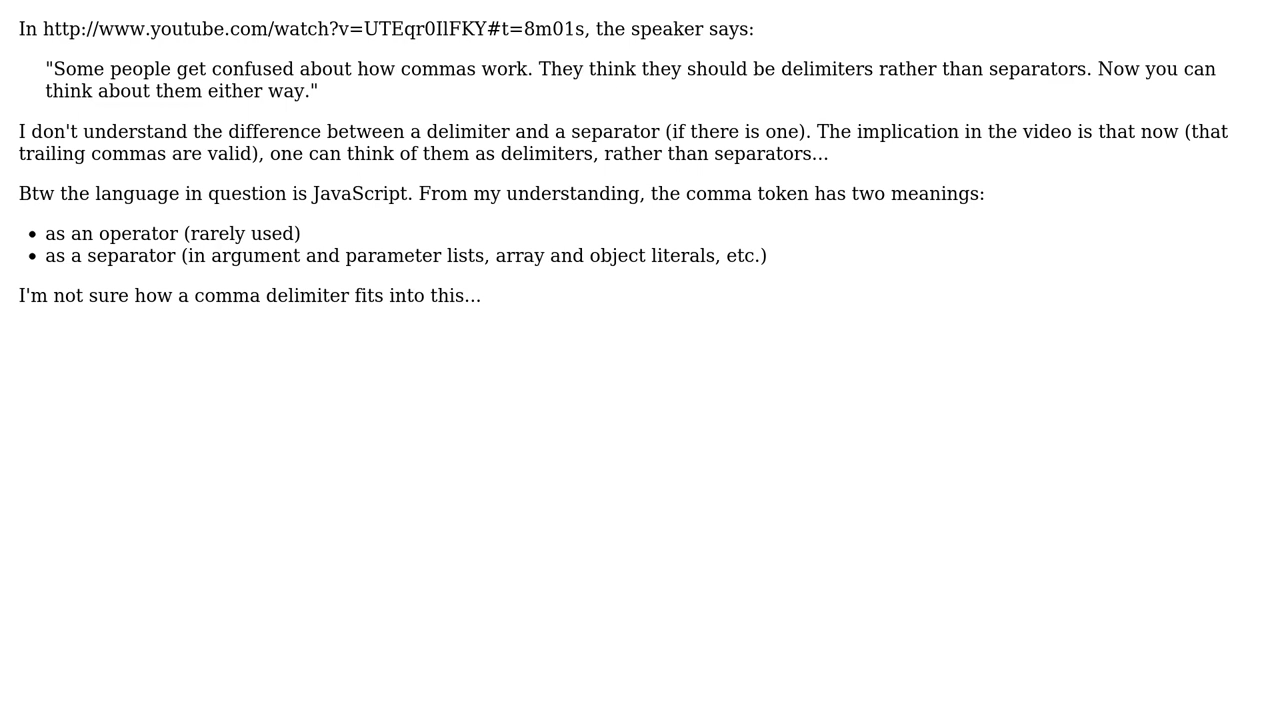 In http://www.youtube.com/watch?v=UTEqr0IlFKY#t=8m01s, the speaker says:
"Some people get confused about how commas work. They think they should be delimiters rather than separators. Now you can
think about them either way."
I don't understand the difference between a delimiter and a separator (if there is one). The implication in the video is that now (that
trailing commas are valid), one can think of them as delimiters, rather than separators...
Btw the language in question is JavaScript. From my understanding, the comma token has two meanings:
• as an operator (rarely used)
• as a separator (in argument and parameter lists, array and object literals, etc.)
I'm not sure how a comma delimiter fits into this...